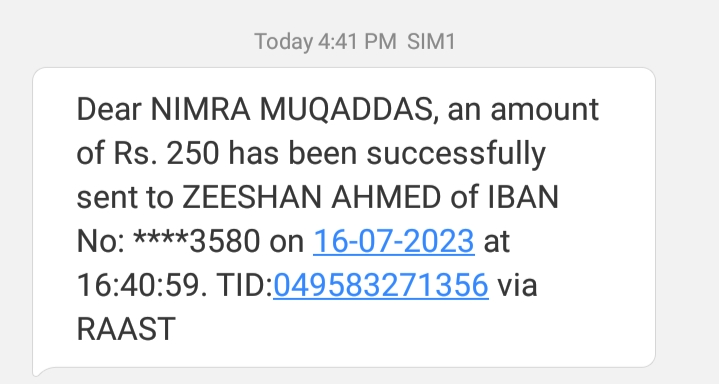 Today 4:41 PM SIM1
Dear NIMRA MUQADDAS, an amount
of Rs. 250 has been successfully
sent to ZEESHAN AHMED of IBAN
No: ****3580 on 16-07-2023 at
16:40:59. TID:049583271356 via
RAAST